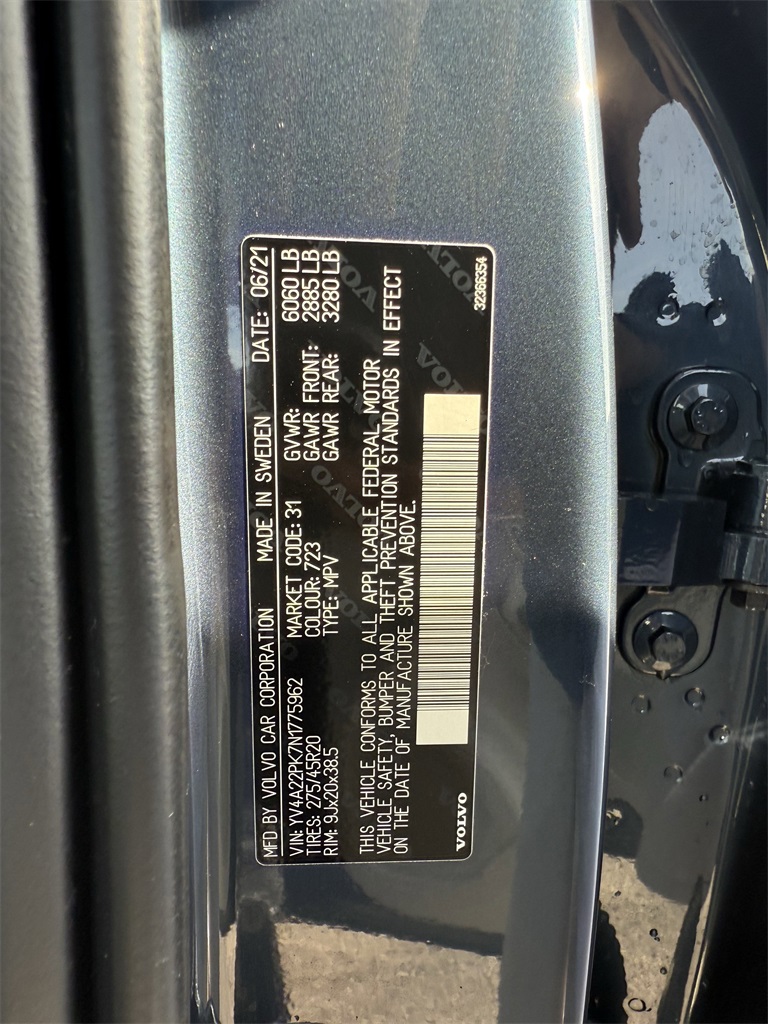 MFD BY VOLVO CAR CORPORATION MADE IN SWEDEN DATE: 06/21
VIN: YV4A22PK7N1775962 MARKET CODE: 31 GVWR: 6060 LB
TIRES: 275/45R20 COLOUR: 723 GAWR FRONT: 2885 LB
RIM: 9Jx20x38.5 TYPE: MPV GAWR REAR: 3280 LB
THIS VEHICLE CONFORMS TO ALL APPLICABLE FEDERAL MOTOR
VEHICLE SAFETY, BUMPER AND THEFT PREVENTION STANDARDS IN EFFECT
ON THE DATE OF MANUFACTURE SHOWN ABOVE.
VOLVO 32366354